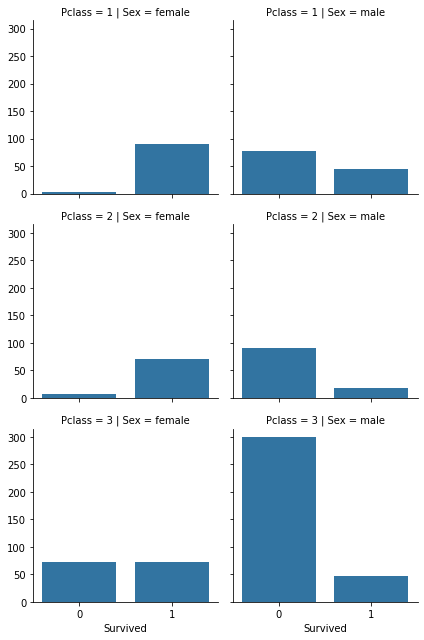 Pclass = 1 | Sex = female
Pclass = 1 | Sex = male
300
250
200
150
100
50
0
Pclass = 2 | Sex = female
Pclass = 2 | Sex = male
300
250
200
150
100
50
0
Pclass = 3 | Sex = female
Pclass = 3 | Sex = male
300
250
200
150
100
50
0
0 1
Survived
0 1
Survived